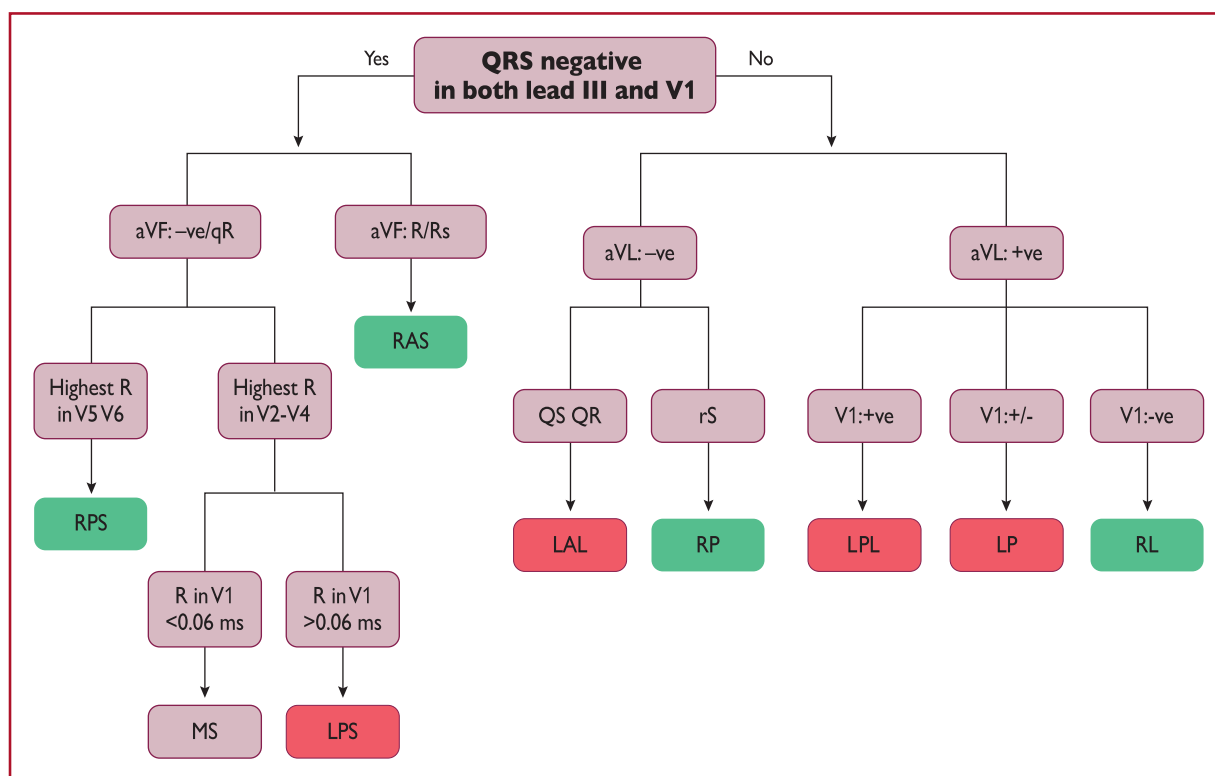 QRS negative
in both lead III and V1
Yes
No
aVF: –ve/qR
aVF: R/Rs
aVL: –ve
aVL: +ve
RAS
Highest R
in V5 V6
Highest R
in V2-V4
QS QR
rS
V1:+ve
V1:+/-
V1:-ve
RPS
LAL
RP
LPL
LP
RL
R in V1
<0.06 ms
R in V1
>0.06 ms
MS
LPS